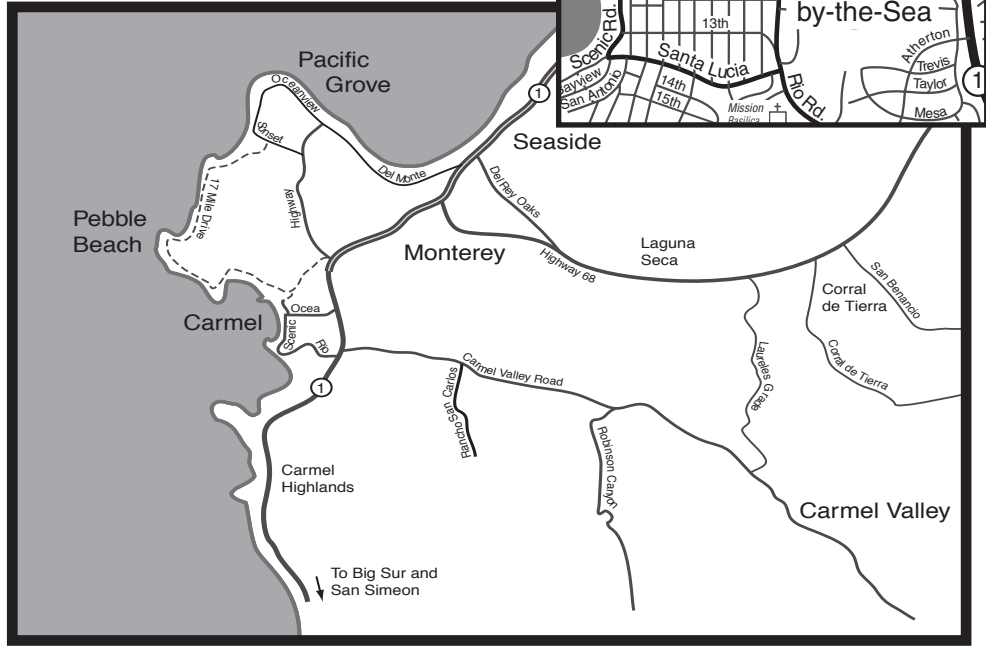 Pacific
Grove
Oceanview
Sunset
17 Mile Drive
Highway
Del Monte
1
Seaside
Del Rey Oaks
Pebble
Beach
Monterey
Highway 68
Laguna
Seca
San Benancio
Corral
de Tierra
Corral de Tierra
Carmel
Ocea
Scenic
Rio
1
Carmel Valley Road
Rancho San Carlos
Laureles Grade
Robinson Canyon
Carmel
Highlands
Carmel Valley
To Big Sur and
San Simeon
by-the-Sea
13th
Scenic Rd.
Santa Lucia
ayview
San Antonio
14th
15th
Mission
Basilica
Rio Rd.
Atherton
Trevis
Taylor
Mesa
1